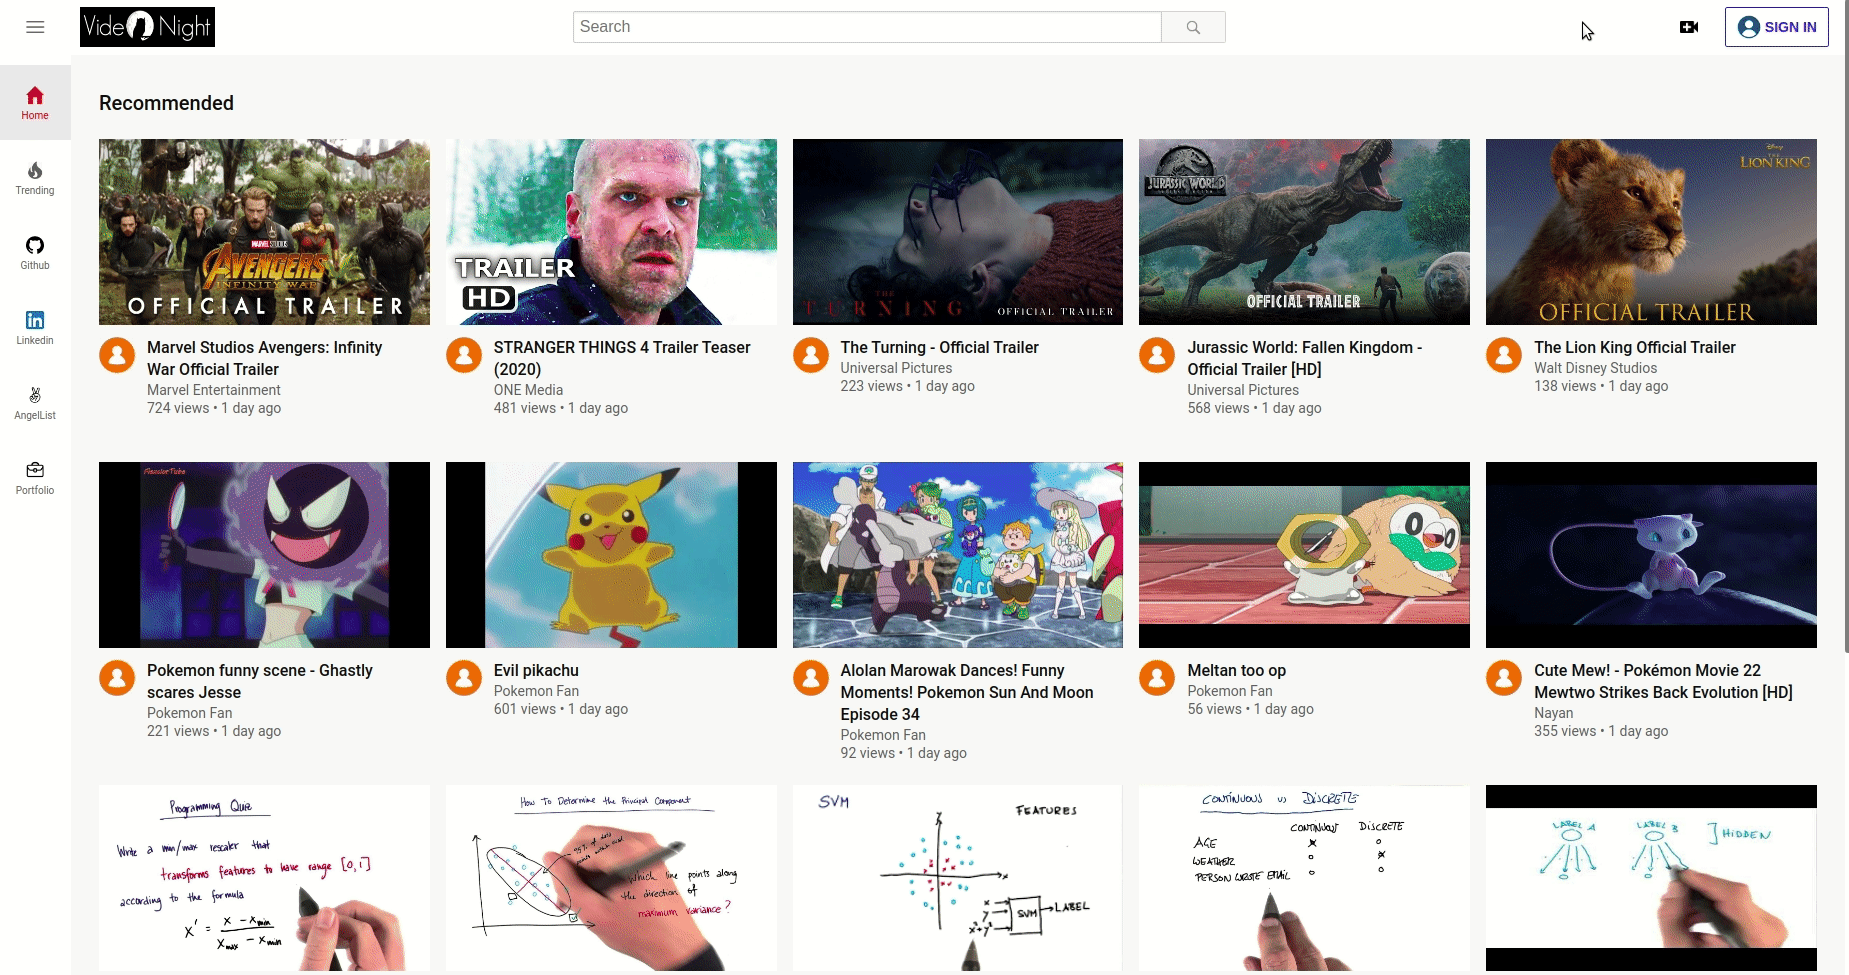 Vide Night
Search
SIGN IN
Home
Trending
Github
Linkedin
AngelList
Portfolio
Recommended
MARVEL STUDIOS
AVENGERS
INFINITY WAR
OFFICIAL TRAILER
TRAILER
HD
THE
TURNING
OFFICIAL TRAILER
JURASSIC WORLD
OFFICIAL TRAILER
Disney
THE
LION KING
OFFICIAL TRAILER
Marvel Studios Avengers: Infinity
War Official Trailer
Marvel Entertainment
724 views • 1 day ago
STRANGER THINGS 4 Trailer Teaser
(2020)
ONE Media
481 views • 1 day ago
The Turning - Official Trailer
Universal Pictures
223 views • 1 day ago
Jurassic World: Fallen Kingdom -
Official Trailer [HD]
Universal Pictures
568 views • 1 day ago
The Lion King Official Trailer
Walt Disney Studios
138 views • 1 day ago
Pokemon funny scene - Ghastly
scares Jesse
Pokemon Fan
221 views • 1 day ago
Evil pikachu
Pokemon Fan
601 views • 1 day ago
Alolan Marowak Dances! Funny
Moments! Pokemon Sun And Moon
Episode 34
Pokemon Fan
92 views • 1 day ago
Meltan too op
Pokemon Fan
56 views • 1 day ago
Cute Mew! - Pokémon Movie 22
Mewtwo Strikes Back Evolution [HD]
Nayan
355 views • 1 day ago
Programming Quiz
Write a min/max rescaler that
transforms features to have range [0,1]
according to the formula
x' = x - xmin
xmax - xmin
How To Determine the Principal Component
which line points along
the direction of
maximum variance?
SVM
FEATURES
y
x
x
y
x²+y²
SVM
LABEL
CONTINUOUS vs DISCRETE
CONTINUOUS DISCRETE
AGE
WEATHER
PERSON WROTE EMAIL
LABEL A
LABEL B
HIDDEN